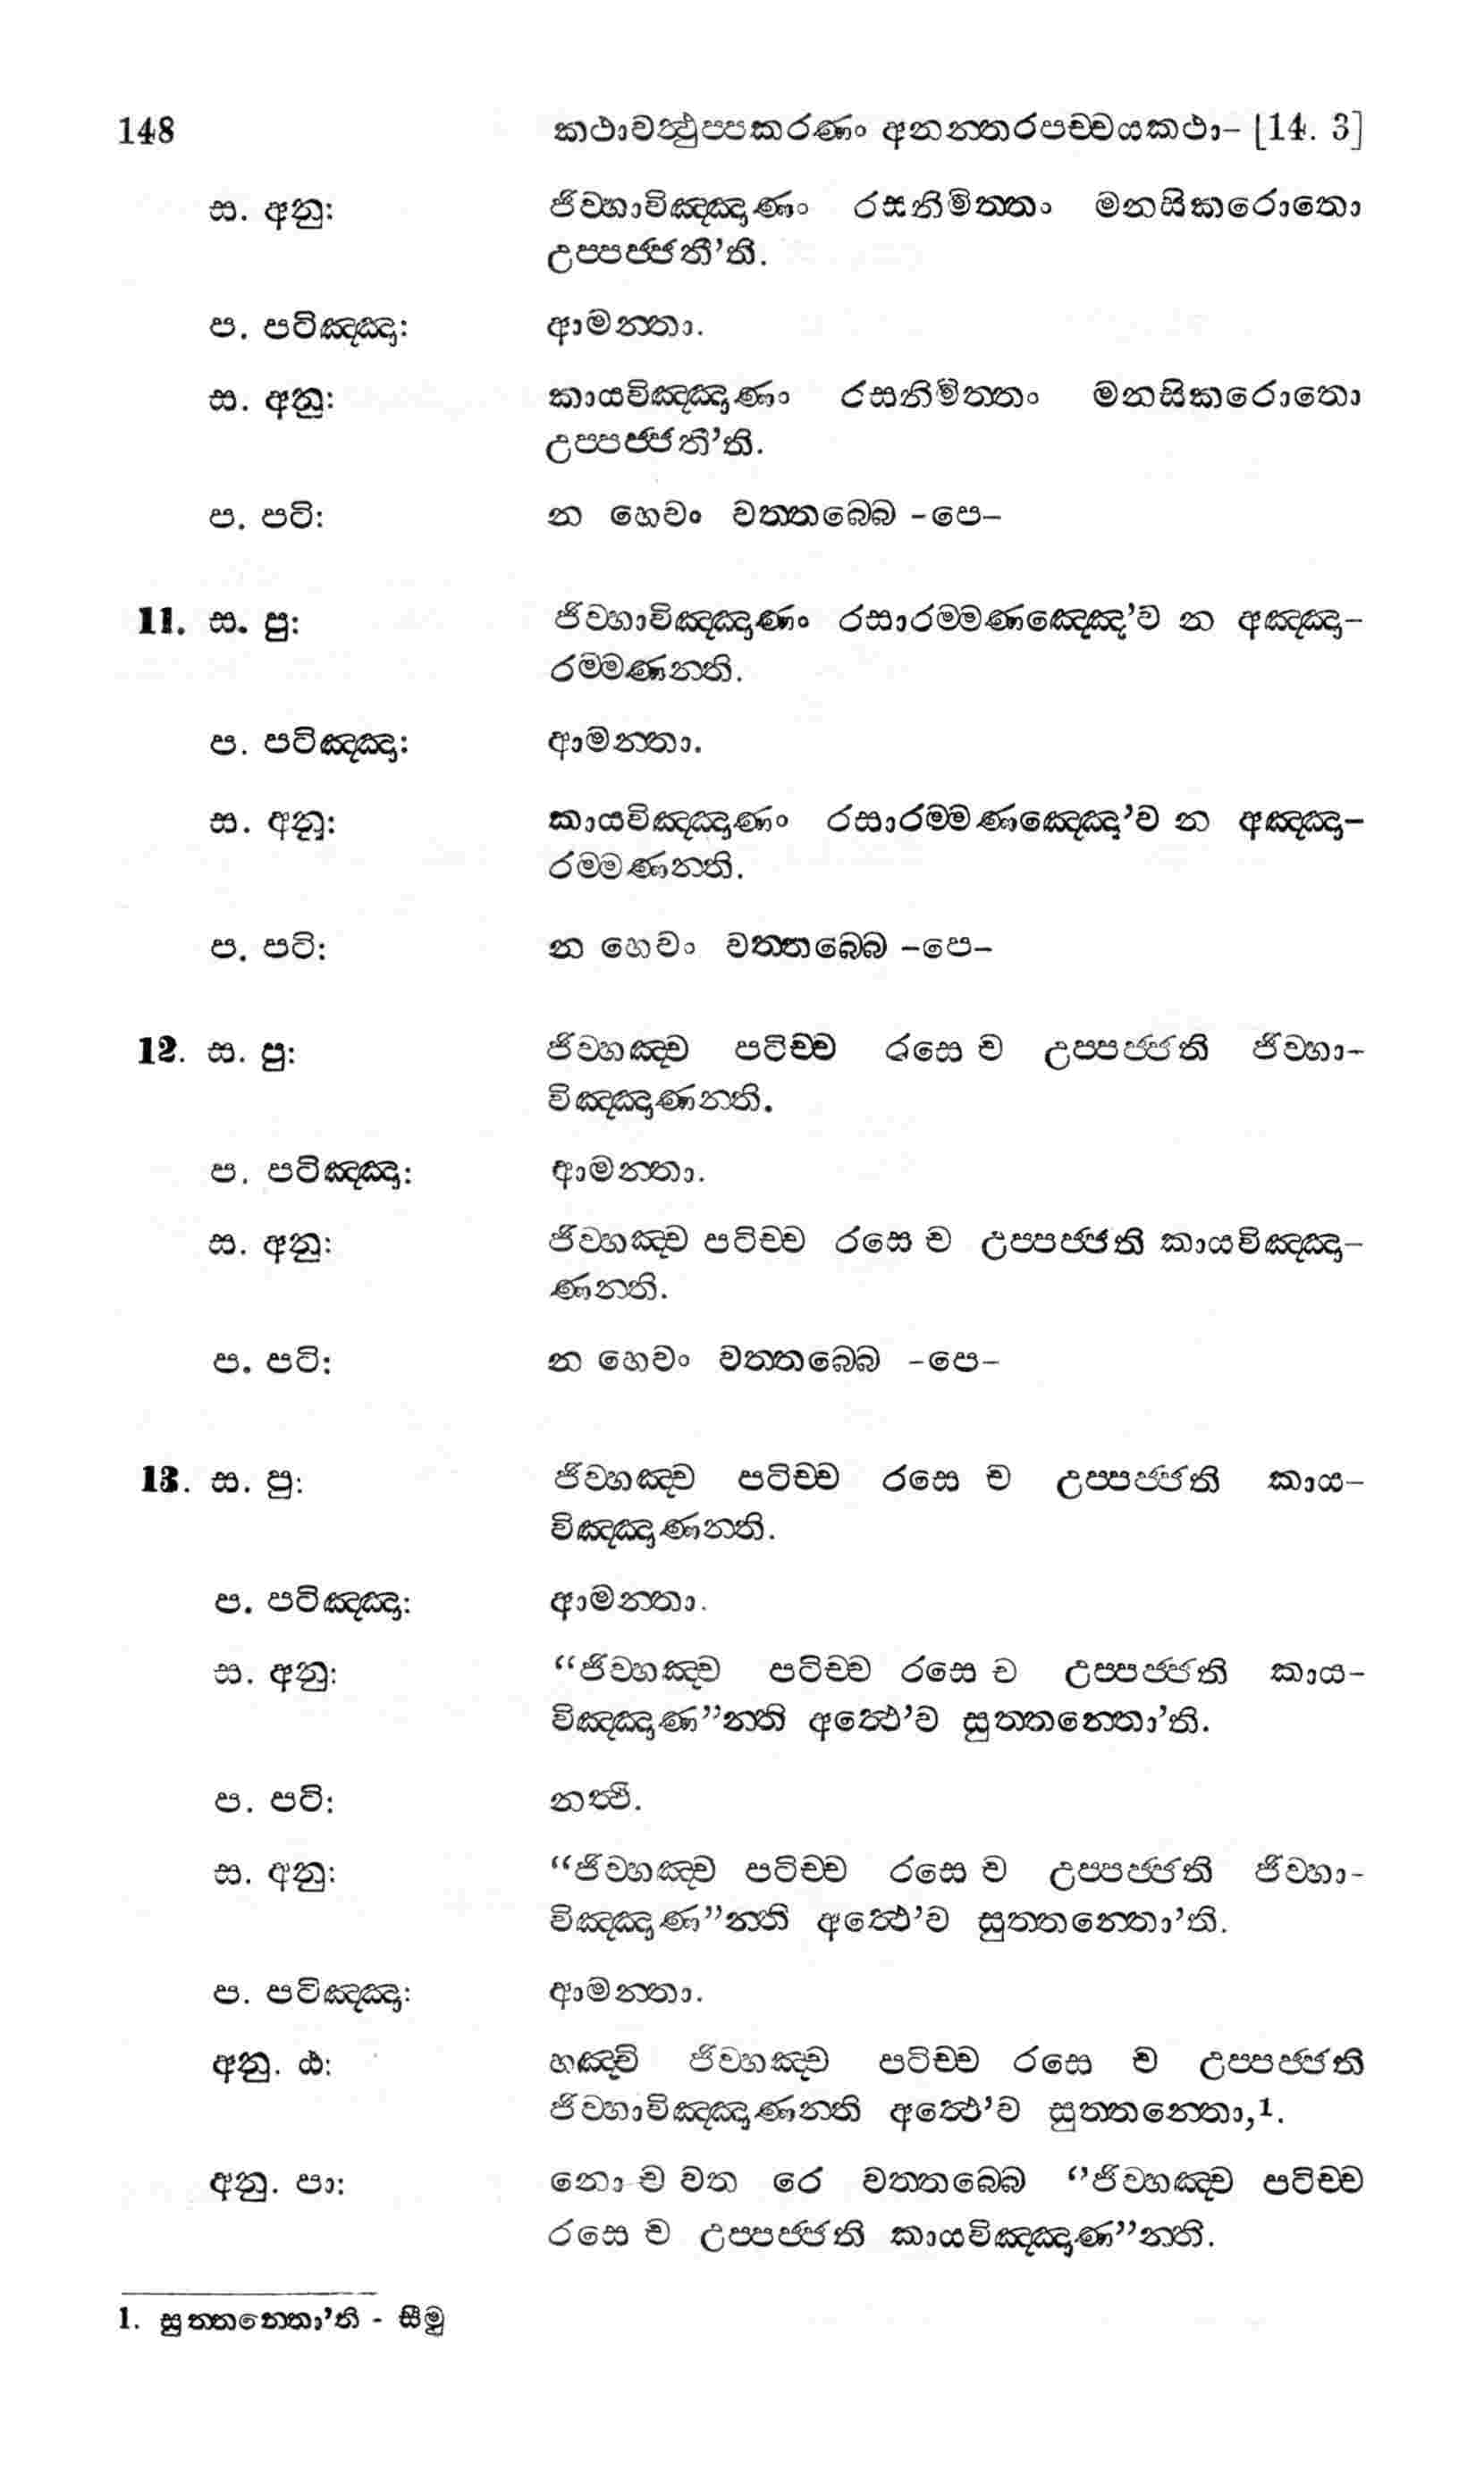 148 කථාවත්‍ථුප‍්පකරණං අනන‍්තරපච‍්චයකථා– [14. 3]
ස. අනු: ජිව‍්හාවිඤ‍්ඤාණං රසනිමිත‍්තං මනසිකරොතො
උප‍්පජ‍්ජතී’ති.
ප. පටිඤ‍්ඤා: ආමන‍්තා.
ස. අනු: කායවිඤ‍්ඤාණං රසනිමිත‍්තං මනසිකරොතො
උප‍්පජ‍්ජතී’ති.
ප. පටි: න හෙවං වත‍්තබ‍්බෙ –පෙ–
11. ස. පු: ජිව‍්හාවිඤ‍්ඤාණං රසාරම‍්මණඤ‍්ඤෙ’ව න අඤ‍්ඤා–
රම‍්මණන‍්ති.
ප. පටිඤ‍්ඤා: ආමන‍්තා.
ස. අනු: කායවිඤ‍්ඤාණං රසාරම‍්මණඤ‍්ඤෙ’ව න අඤ‍්ඤා–
රම‍්මණන‍්ති.
ප. පටි: න හෙවං වත‍්තබ‍්බෙ –පෙ–
12. ස. පු: ජිව‍්හඤ‍්ච පටිච‍්ච රසෙ ච උප‍්පජ‍්ජති ජිව‍්හා–
විඤ‍්ඤාණන‍්ති.
ප. පටිඤ‍්ඤා: ආමන‍්තා.
ස. අනු: ජිව‍්හඤ‍්ච පටිච‍්ච රසෙ ච උප‍්පජ‍්ජති කායවිඤ‍්ඤා–
ණන‍්ති.
ප. පටි: න හෙවං වත‍්තබ‍්බෙ –පෙ–
13. ස. පු: ජිව‍්හඤ‍්ච පටිච‍්ච රසෙ ච උප‍්පජ‍්ජති කාය–
විඤ‍්ඤාණන‍්ති.
ප. පටිඤ‍්ඤා: ආමන‍්තා.
ස. අනු: “ජිව‍්හඤ‍්ච පටිච‍්ච රසෙ ච උප‍්පජ‍්ජති කාය–
විඤ‍්ඤාණ”න‍්ති අත්‍ථෙ’ව සුත‍්තන‍්තො’ති.
ප. පටි: නත්‍ථි.
ස. අනු: “ජිව‍්හඤ‍්ච පටිච‍්ච රසෙ ච උප‍්පජ‍්ජති ජිව‍්හා–
විඤ‍්ඤාණ”න‍්ති අත්‍ථෙ’ව සුත‍්තන‍්තො’ති.
ප. පටිඤ‍්ඤා: ආමන‍්තා.
අනු. ඨ: හඤ‍්චි ජිව‍්හඤ‍්ච පටිච‍්ච රසෙ ච උප‍්පජ‍්ජති
ජිව‍්හාවිඤ‍්ඤාණන‍්ති අත්‍ථෙ’ව සුත‍්තන‍්තො,1.
අනු. පා: නො ච වත රෙ වත‍්තබ‍්බෙ “ජිව‍්හඤ‍්ච පටිච‍්ච
රසෙ ච උප‍්පජ‍්ජති කායවිඤ‍්ඤාණ”න‍්ති.
1. සුත‍්තන‍්තො’ති - සීමු